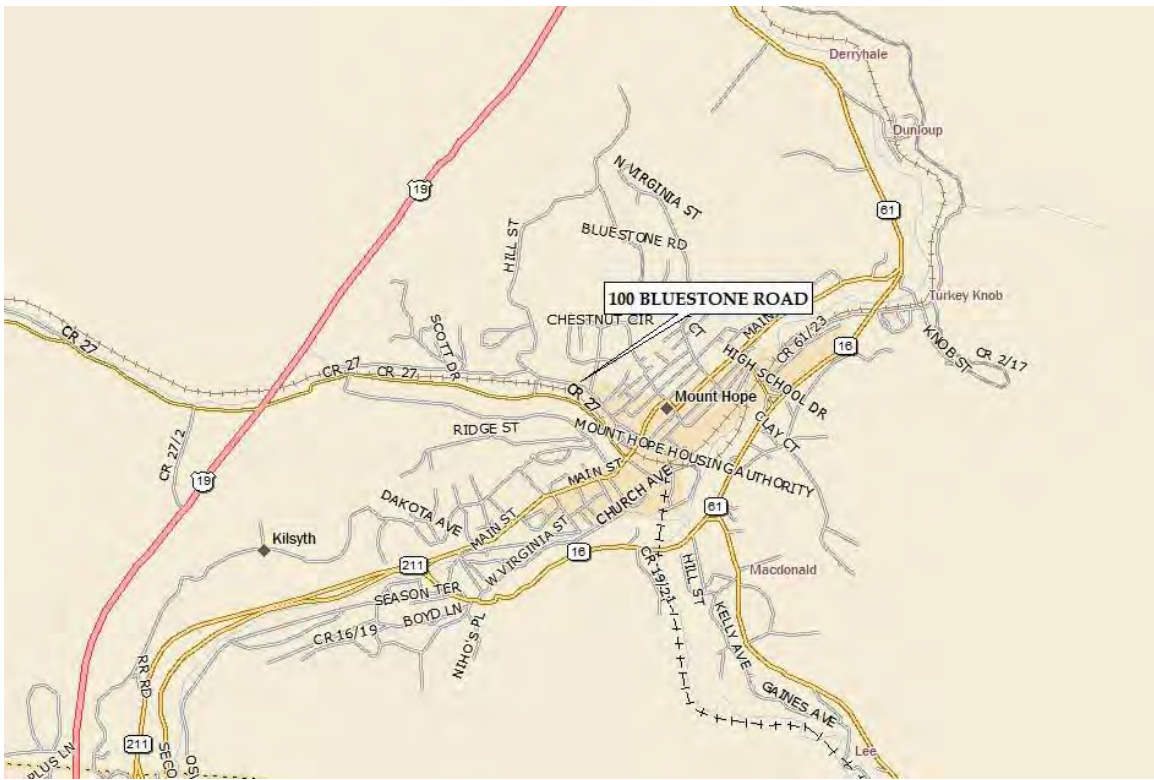 Derryhale
Dunloup
N VIRGINIA ST
19
61
BLUESTONE RD
HILL ST
100 BLUESTONE ROAD
Turkey Knob
CHESTNUT CIR
CT
MAIN
CR 61/23
SCOTT DR
KNOB ST
CR 2/17
CR 27
16
HIGH SCHOOL DR
CR 27
CR 27
CR 27
Mount Hope
CLAY CT
RIDGE ST
MOUNT HOPE HOUSING AUTHORITY
CR 27/2
19
MAIN ST
CHURCH AVE
DAKOTA AVE
61
MAIN ST
Kilsyth
W VIRGINIA ST
16
211
CR 19/21
HILL ST
Macdonald
SEASON TER
BOYD LN
CR 16/19
NIHO'S PL
KELLY AVE
RR RD
GAINES AVE
211
PLUS LN
SECO
OS
Lee